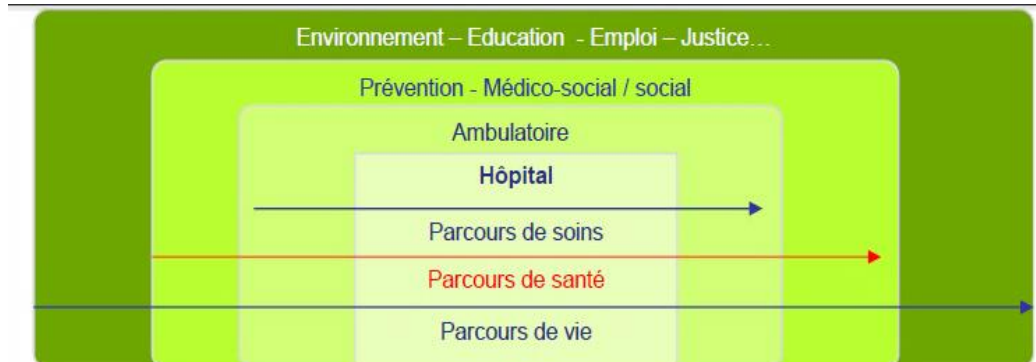 Environnement – Education - Emploi – Justice...
Prévention - Médico-social / social
Ambulatoire
Hôpital
Parcours de soins
Parcours de santé
Parcours de vie